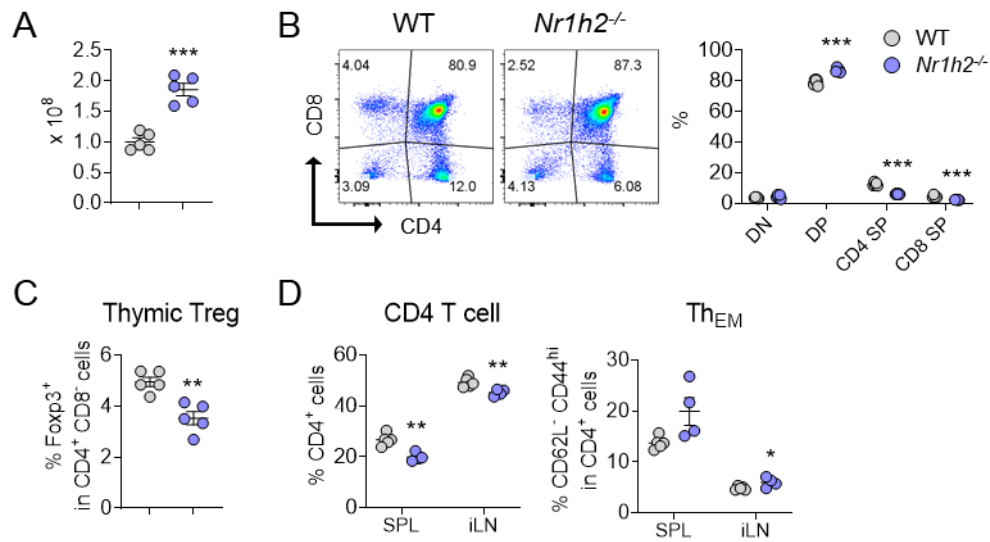 A
***
x 10⁸
2.5
2.0
1.5
1.0
0.5
0.0
B
WT
Nr1h2⁻/⁻
4.04
80.9
3.09
12.0
2.52
87.3
4.13
6.08
CD8
CD4
WT
Nr1h2⁻/⁻
%
100
80
60
40
20
0
***
***
***
DN
DP
CD4 SP
CD8 SP
C
Thymic Treg
% Foxp3⁺
in CD4⁺ CD8⁻ cells
6
4
2
0
**
D
CD4 T cell
% CD4⁺ cells
60
40
20
0
**
**
SPL
iLN
Th_EM
% CD62L⁻ CD44ʰⁱ
in CD4⁺ cells
30
20
10
0
*
SPL
iLN